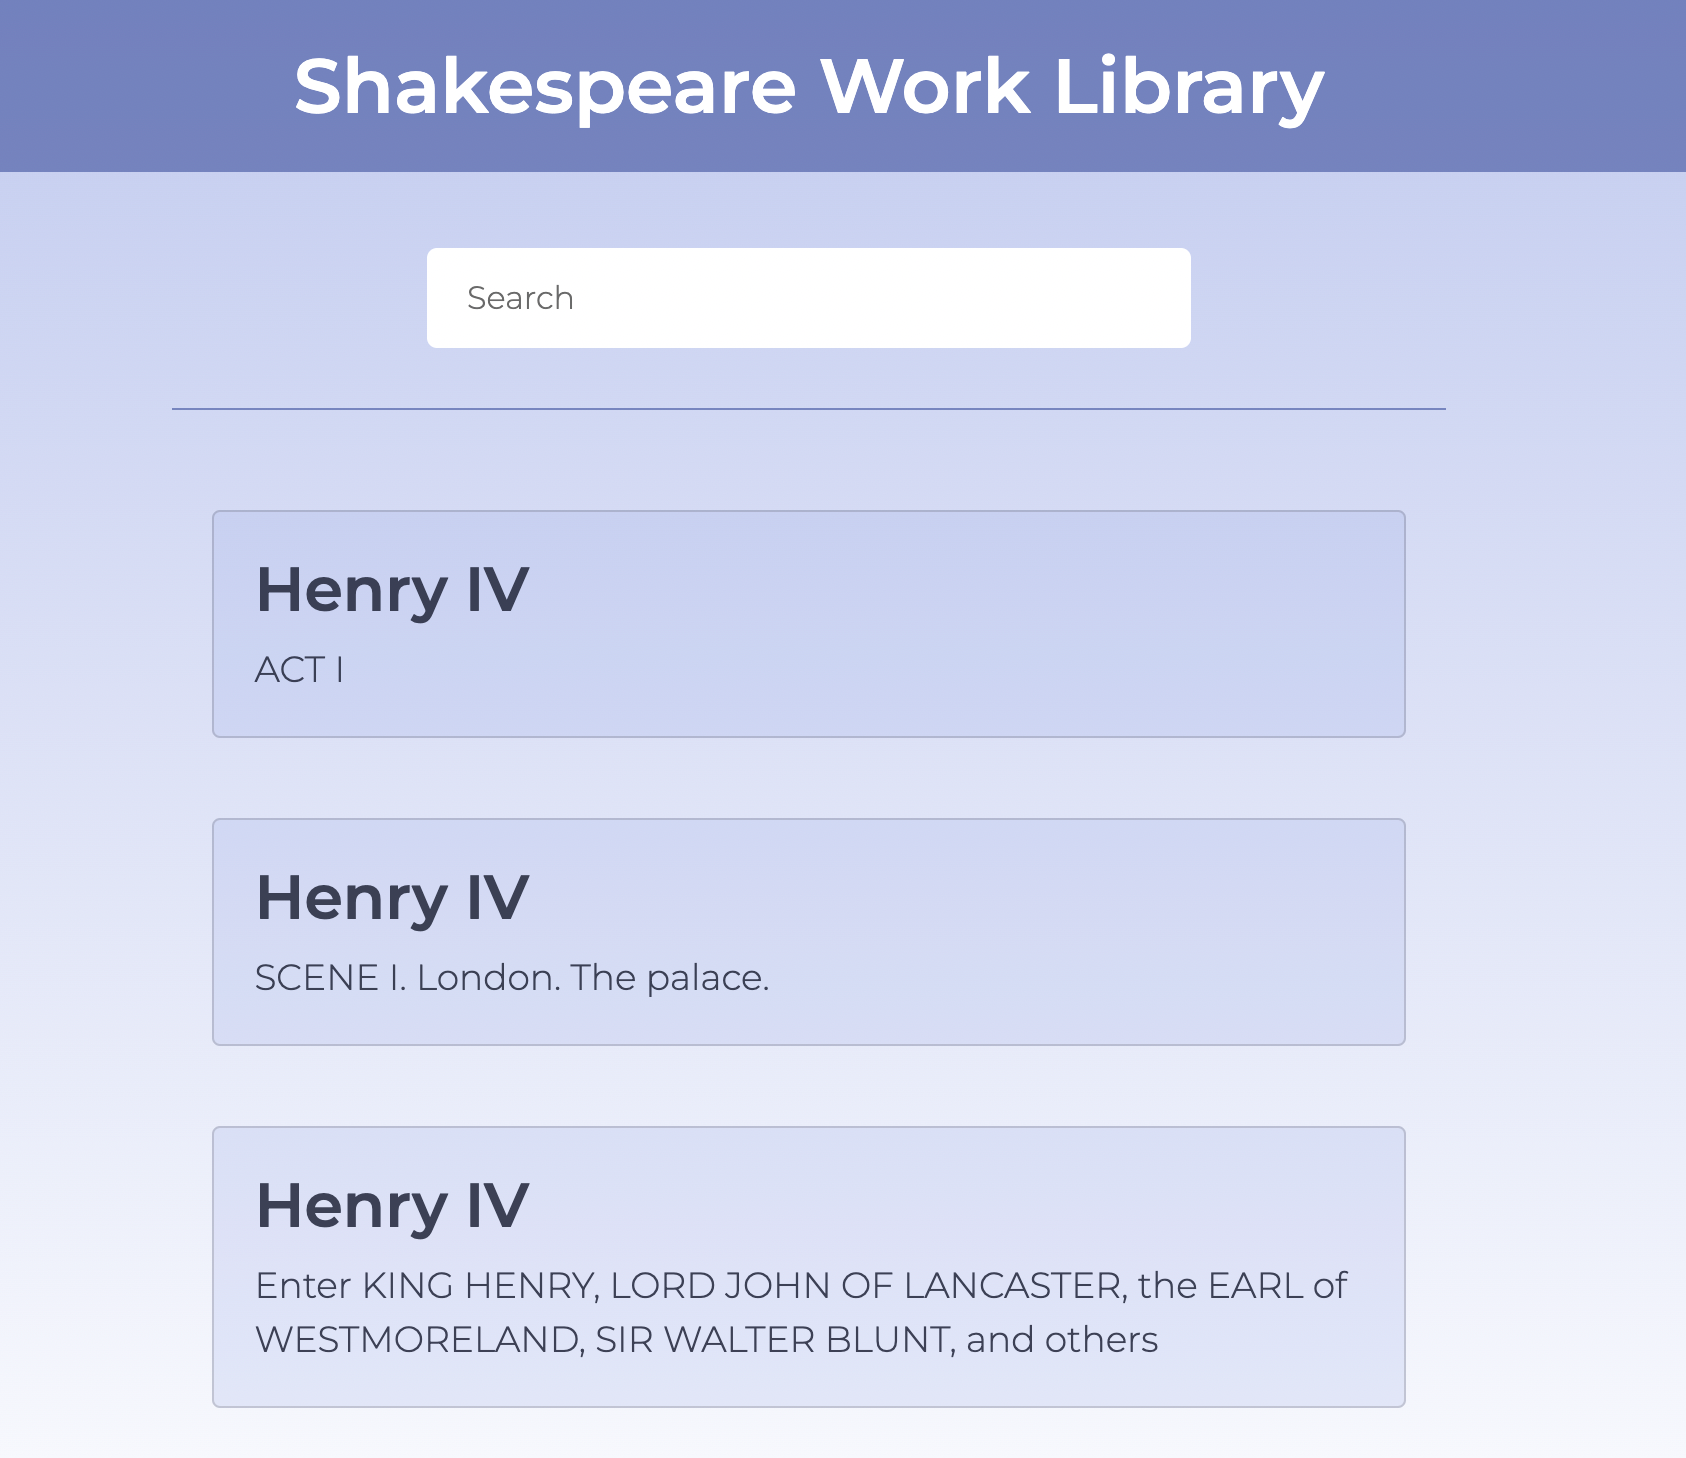 Shakespeare Work Library
Search
Henry IV
ACT I
Henry IV
SCENE I. London. The palace.
Henry IV
Enter KING HENRY, LORD JOHN OF LANCASTER, the EARL of
WESTMORELAND, SIR WALTER BLUNT, and others